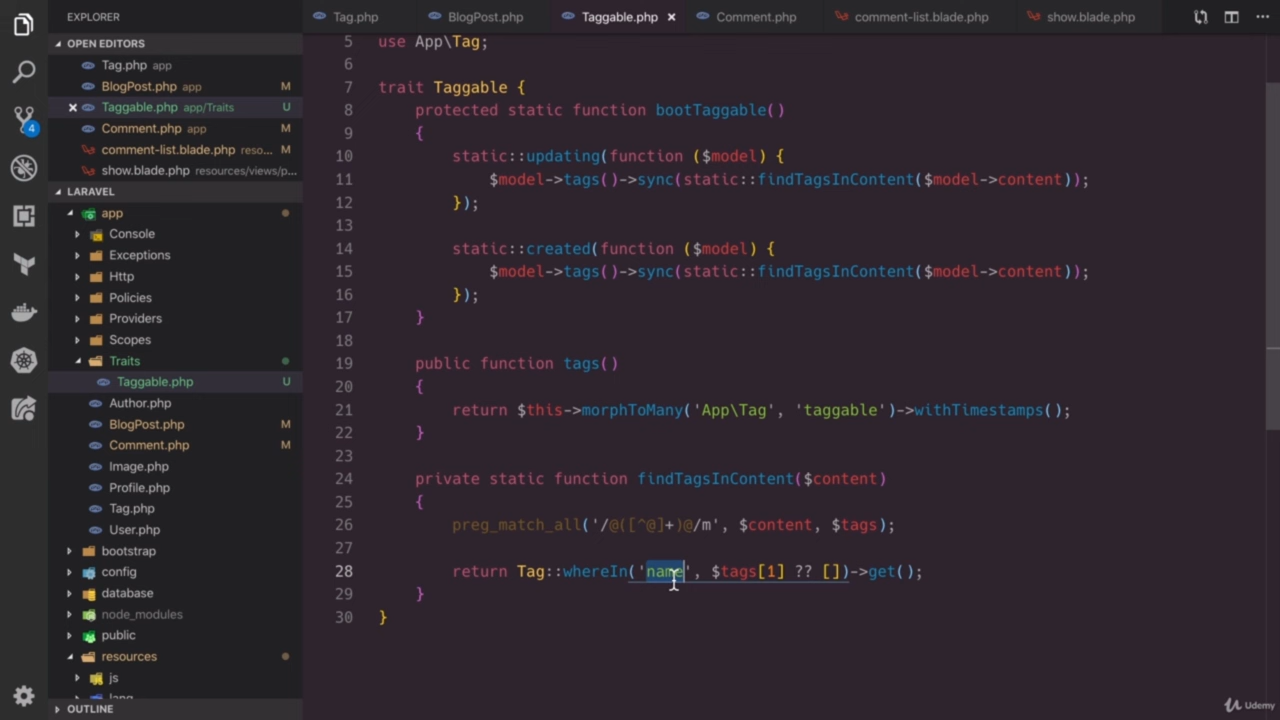 EXPLORER
OPEN EDITORS
Tag.php app
BlogPost.php app M
Taggable.php app/Traits U
Comment.php app M
comment-list.blade.php reso... M
show.blade.php resources/views/p...
LARAVEL
app
Console
Exceptions
Http
Policies
Providers
Scopes
Traits
Taggable.php U
Author.php
BlogPost.php M
Comment.php M
Image.php
Profile.php
Tag.php
User.php
bootstrap
config
database
node_modules
public
resources
js
lang
OUTLINE
4
Tag.php BlogPost.php Taggable.php Comment.php comment-list.blade.php show.blade.php
5 use App\Tag;
6
7 trait Taggable {
8 protected static function bootTaggable()
9 {
10 static::updating(function ($model) {
11 $model->tags()->sync(static::findTagsInContent($model->content));
12 });
13
14 static::created(function ($model) {
15 $model->tags()->sync(static::findTagsInContent($model->content));
16 });
17 }
18
19 public function tags()
20 {
21 return $this->morphToMany('App\Tag', 'taggable')->withTimestamps();
22 }
23
24 private static function findTagsInContent($content)
25 {
26 preg_match_all('/@([^@]+)@/m', $content, $tags);
27
28 return Tag::whereIn('name', $tags[1] ?? [])->get();
29 }
30 }
Udemy